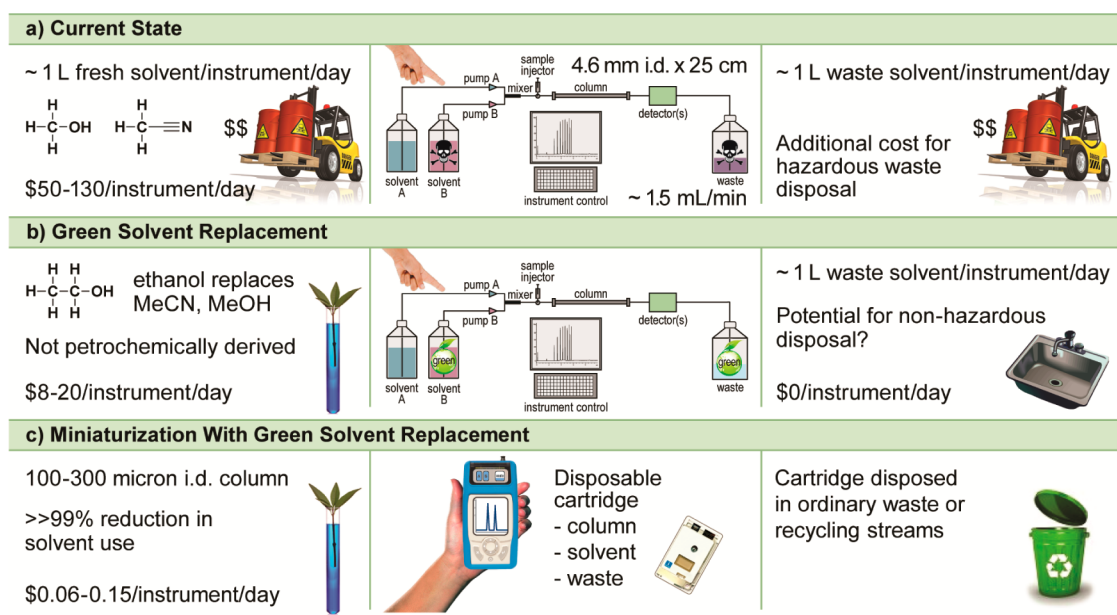 a) Current State
~ 1 L fresh solvent/instrument/day
H
H-C-OH
H
H
H-C-≡N
H
$$
$50-130/instrument/day
pump A
pump B
mixer
sample
injector
4.6 mm i.d. x 25 cm
column
detector(s)
solvent
A
solvent
B
instrument control
waste
~ 1.5 mL/min
~ 1 L waste solvent/instrument/day
Additional cost for
hazardous waste
disposal
$$
b) Green Solvent Replacement
H H
H-C-C-OH
H H
ethanol replaces
MeCN, MeOH
Not petrochemically derived
$8-20/instrument/day
pump A
pump B
mixer
sample
injector
column
detector(s)
solvent
A
green
solvent
B
instrument control
green
waste
~ 1 L waste solvent/instrument/day
Potential for non-hazardous
disposal?
$0/instrument/day
c) Miniaturization With Green Solvent Replacement
100-300 micron i.d. column
>>99% reduction in
solvent use
$0.06-0.15/instrument/day
Disposable
cartridge
- column
- solvent
- waste
Cartridge disposed
in ordinary waste or
recycling streams